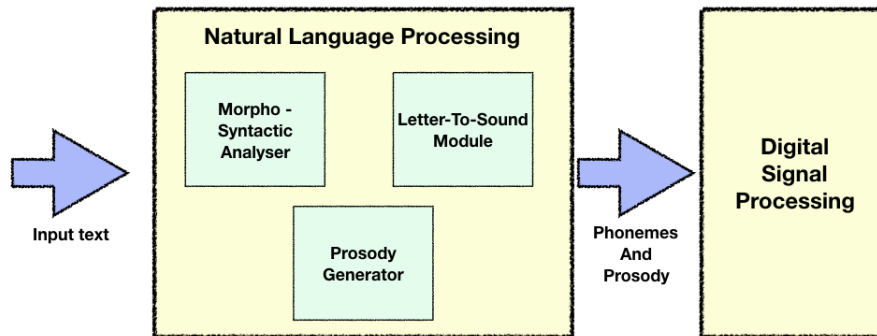 Natural Language Processing
Morpho -
Syntactic
Analyser
Letter-To-Sound
Module
Prosody
Generator
Input text
Phonemes
And
Prosody
Digital
Signal
Processing